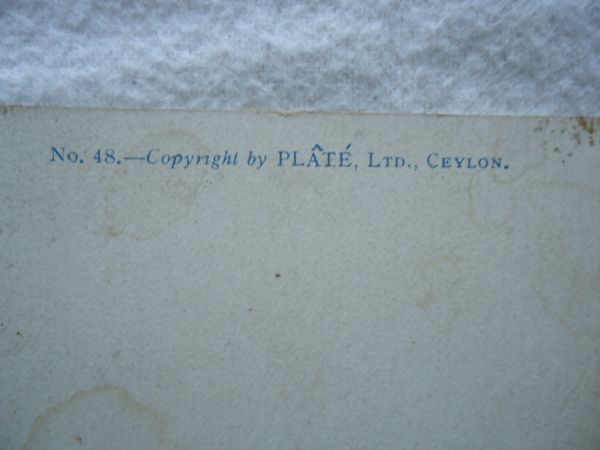 No. 48.—Copyright by PLÂTÉ, LTD., CEYLON.